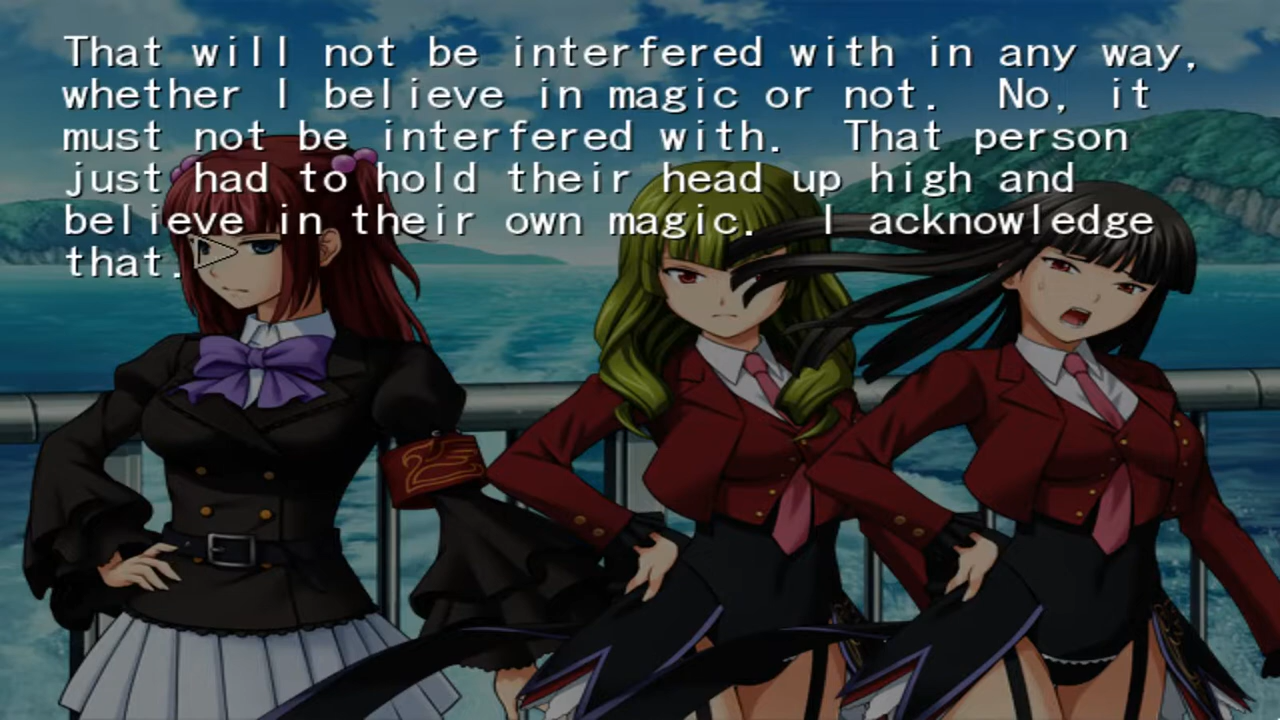 That will not be interfered with in any way,
whether I believe in magic or not.  No, it
must not be interfered with.  That person
just had to hold their head up high and
believe in their own magic.  I acknowledge
that.